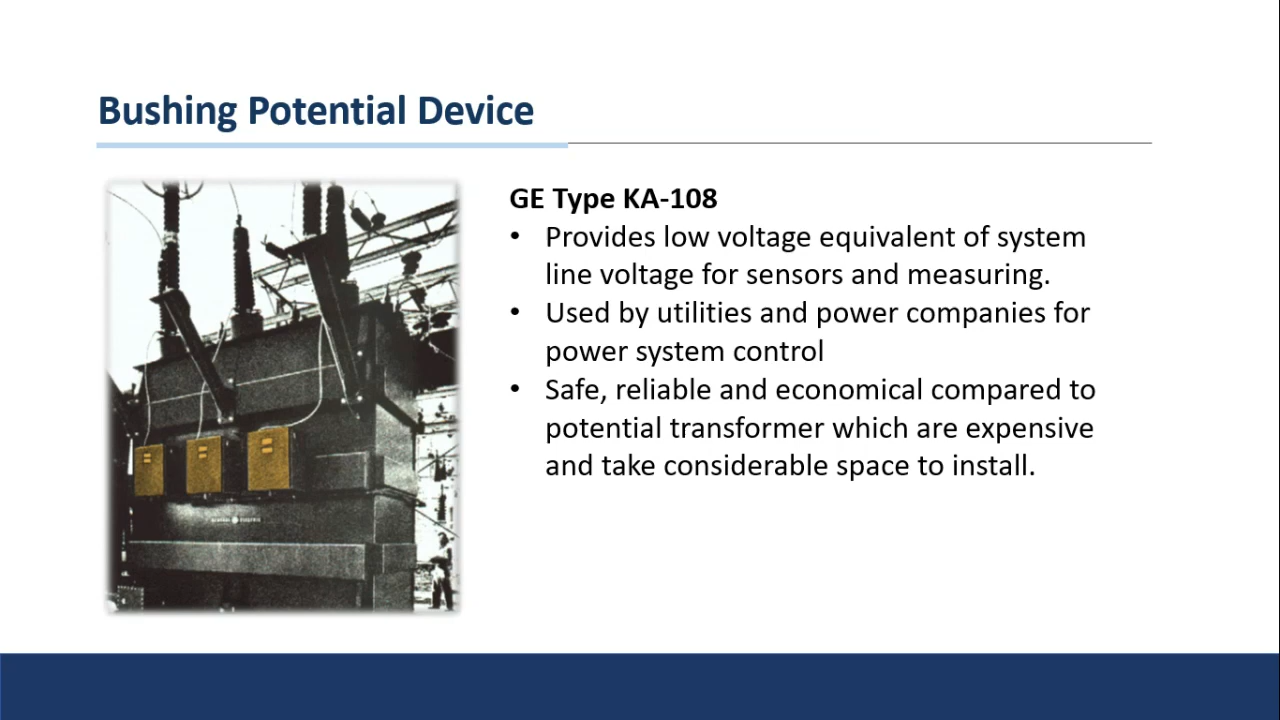 Bushing Potential Device
GE Type KA-108
• Provides low voltage equivalent of system
line voltage for sensors and measuring.
• Used by utilities and power companies for
power system control
• Safe, reliable and economical compared to
potential transformer which are expensive
and take considerable space to install.